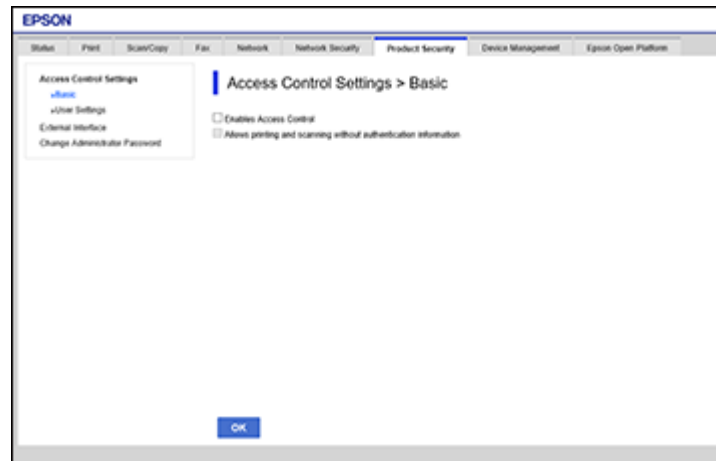 EPSON
Status Print Scan/Copy Fax Network Network Security Product Security Device Management Epson Open Platform
Access Control Settings
Basic
User Settings
External Interface
Change Administrator Password
Access Control Settings > Basic
Enables Access Control
Allows printing and scanning without authentication information
OK